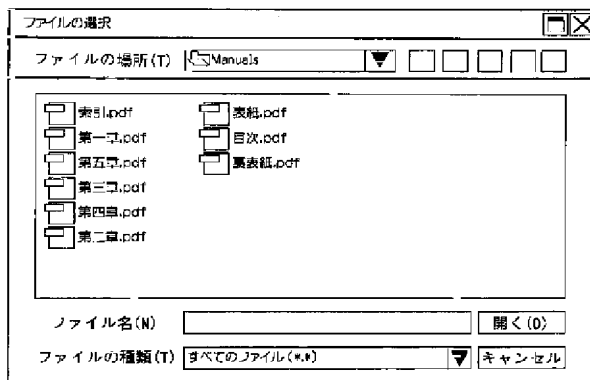 ファイルの選択
ファイルの場所(T) Manuals
索引.pdf
第一章.pdf
第五章.pdf
第三章.pdf
第四章.pdf
第二章.pdf
表紙.pdf
目次.pdf
裏表紙.pdf
ファイル名(N) 開く(O)
ファイルの種類(T) すべてのファイル(*.*) キャンセル